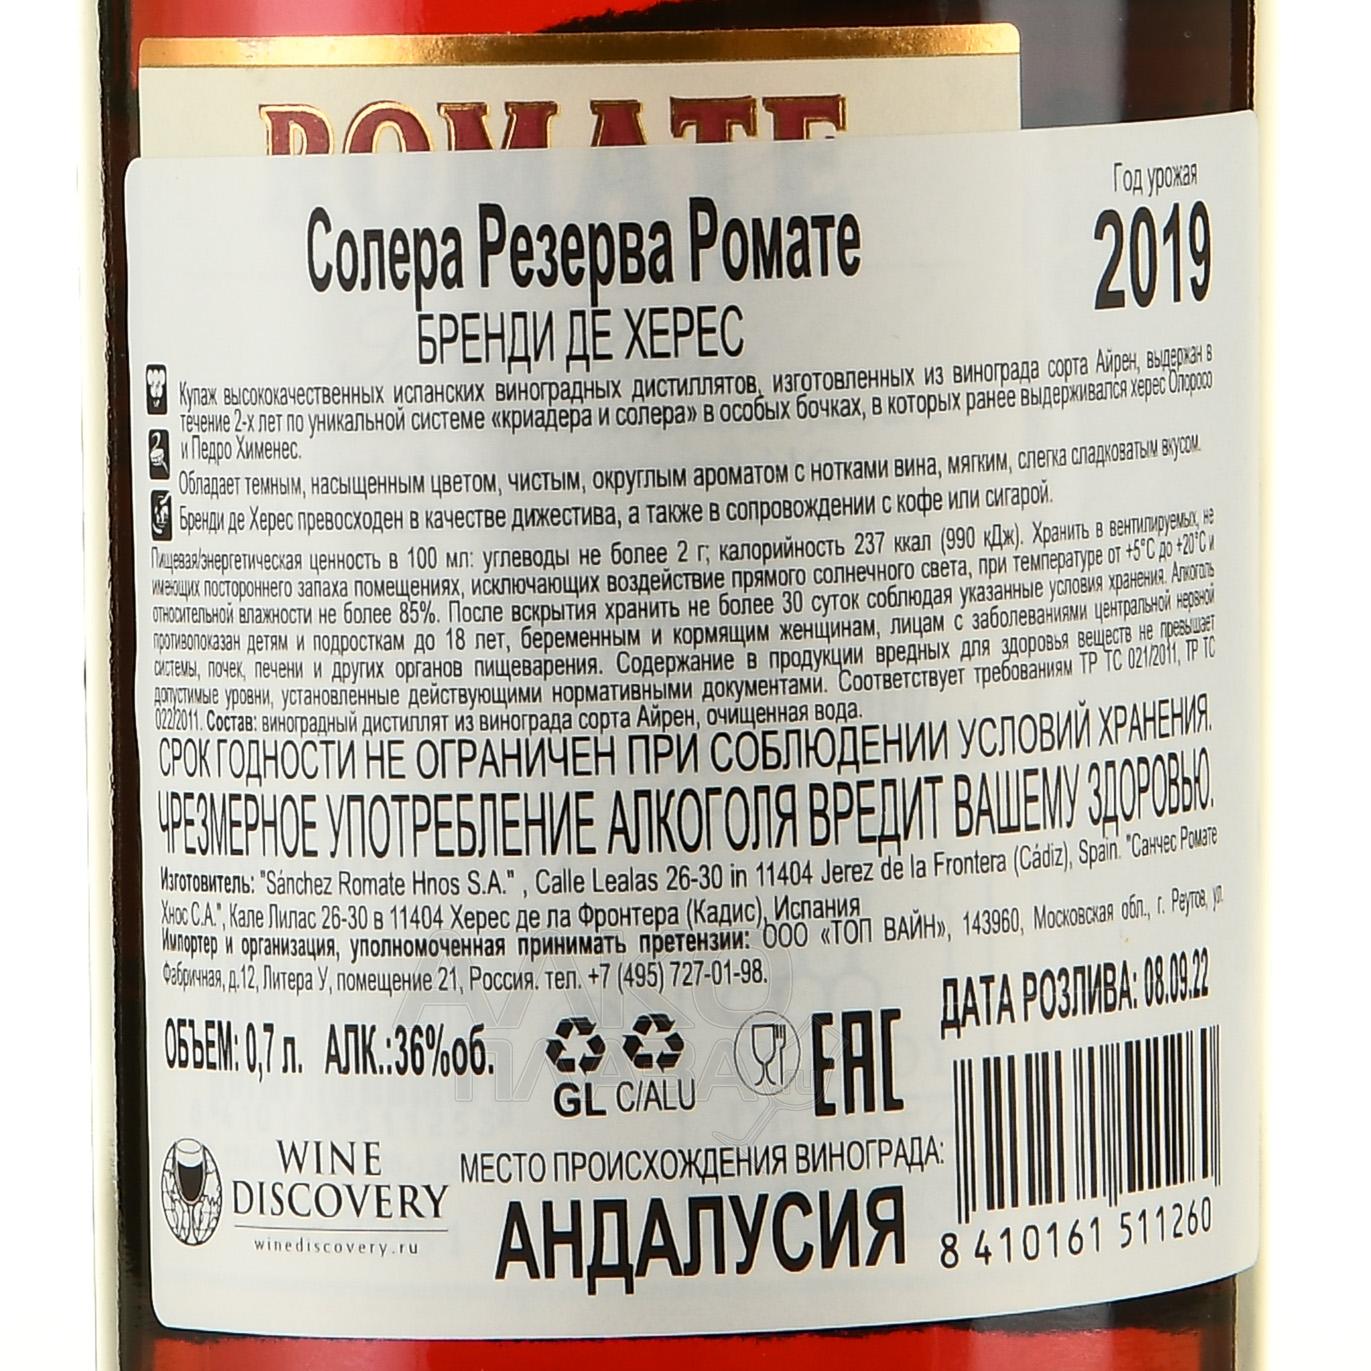 ROMATE
Год урожая
2019
Солера Резерва Ромате
БРЕНДИ ДЕ ХЕРЕС
Купаж высококачественных испанских виноградных дистиллятов, изготовленных из винограда сорта Айрен, выдержан в
течение 2-х лет по уникальной системе «криадера и солера» в особых бочках, в которых ранее выдерживался херес Олоросо
и Педро Хименес.
Обладает темным, насыщенным цветом, чистым, округлым ароматом с нотками вина, мягким, слегка сладковатым вкусом.
Бренди де Херес превосходен в качестве дижестива, а также в сопровождении с кофе или сигарой.
Пищевая/энергетическая ценность в 100 мл: углеводы не более 2 г; калорийность 237 ккал (990 кДж). Хранить в вентилируемых, не
имеющих постороннего запаха помещениях, исключающих воздействие прямого солнечного света, при температуре от +5°С до +20°С и
относительной влажности не более 85%. После вскрытия хранить не более 30 суток соблюдая указанные условия хранения. Алкоголь
противопоказан детям и подросткам до 18 лет, беременным и кормящим женщинам, лицам с заболеваниями центральной нервной
системы, почек, печени и других органов пищеварения. Содержание в продукции вредных для здоровья веществ не превышает
допустимые уровни, установленные действующими нормативными документами. Соответствует требованиям ТР ТС 021/2011, ТР ТС
022/2011. Состав: виноградный дистиллят из винограда сорта Айрен, очищенная вода.
СРОК ГОДНОСТИ НЕ ОГРАНИЧЕН ПРИ СОБЛЮДЕНИИ УСЛОВИЙ ХРАНЕНИЯ.
ЧРЕЗМЕРНОЕ УПОТРЕБЛЕНИЕ АЛКОГОЛЯ ВРЕДИТ ВАШЕМУ ЗДОРОВЬЮ.
Изготовитель: "Sánchez Romate Hnos S.A." , Calle Lealas 26-30 in 11404 Jerez de la Frontera (Cádiz), Spain. "Санчес Ромате
Хнос С.А.", Кале Лилас 26-30 в 11404 Херес де ла Фронтера (Кадис), Испания
Импортер и организация, уполномоченная принимать претензии: ООО «ТОП ВАЙН», 143960, Московская обл., г. Реутов, ул.
Фабричная, д.12, Литера У, помещение 21, Россия. тел. +7 (495) 727-01-98.
ДАТА РОЗЛИВА: 08.09.22
ОБЪЕМ: 0,7 л. АЛК.:36%об.
GL C/ALU
EAC
АЛКО
ПЛАЗА.ru
WINE
DISCOVERY
winediscovery.ru
МЕСТО ПРОИСХОЖДЕНИЯ ВИНОГРАДА:
АНДАЛУСИЯ
8 410161 511260